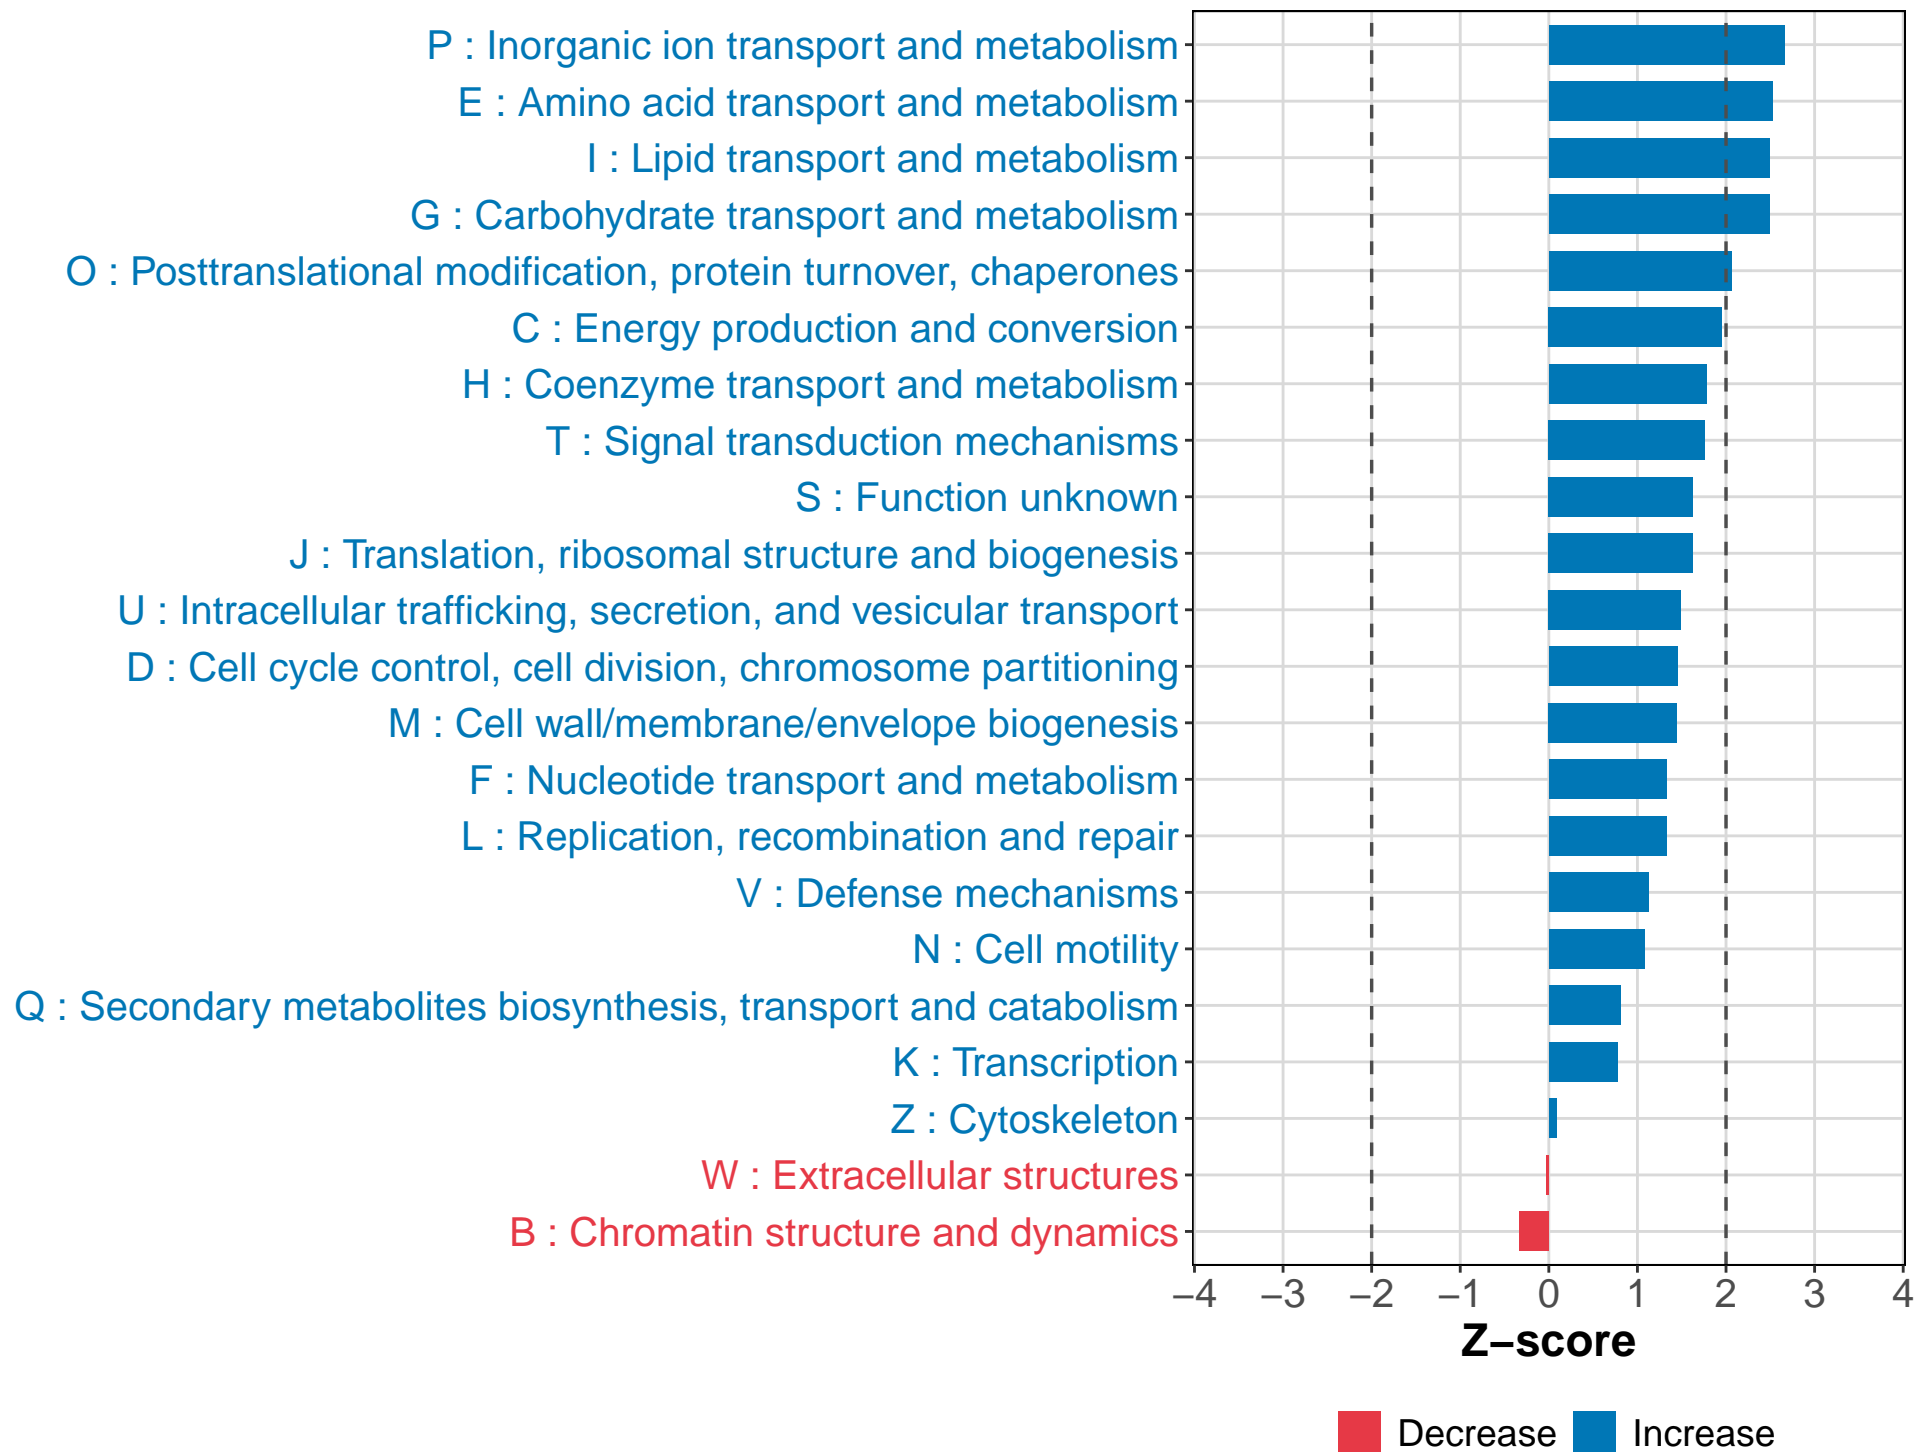 P : Inorganic ion transport and metabolism
E : Amino acid transport and metabolism
I : Lipid transport and metabolism
G : Carbohydrate transport and metabolism
O : Posttranslational modification, protein turnover, chaperones
C : Energy production and conversion
H : Coenzyme transport and metabolism
T : Signal transduction mechanisms
S : Function unknown
J : Translation, ribosomal structure and biogenesis
U : Intracellular trafficking, secretion, and vesicular transport
D : Cell cycle control, cell division, chromosome partitioning
M : Cell wall/membrane/envelope biogenesis
F : Nucleotide transport and metabolism
L : Replication, recombination and repair
V : Defense mechanisms
N : Cell motility
Q : Secondary metabolites biosynthesis, transport and catabolism
K : Transcription
Z : Cytoskeleton
W : Extracellular structures
B : Chromatin structure and dynamics
−4 −3 −2 −1 0 1 2 3 4
Z−score
Decrease Increase